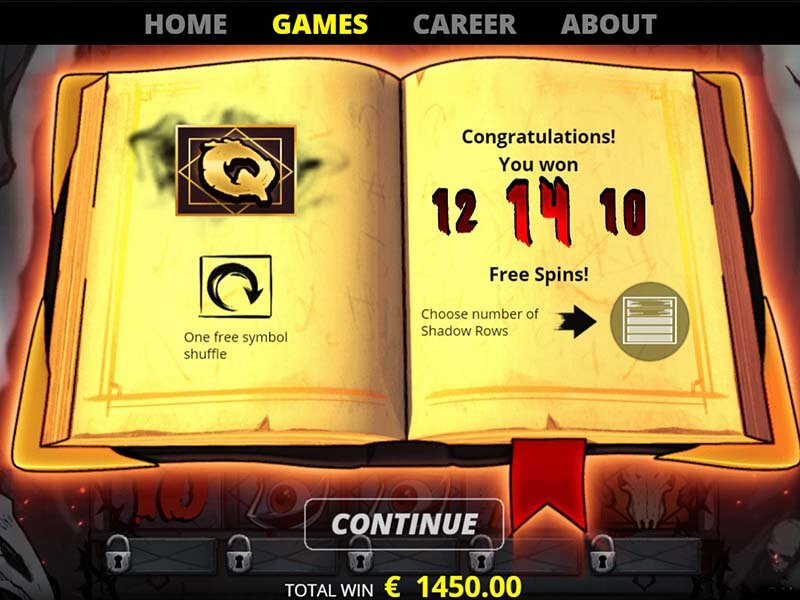 HOME GAMES CAREER ABOUT
Q
One free symbol
shuffle
Congratulations!
You won
12 14 10
Free Spins!
Choose number of
Shadow Rows
CONTINUE
TOTAL WIN € 1450.00